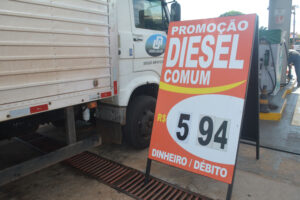 PROMOÇÃO
DIESEL
COMUM
R$ 5 94
DINHEIRO / DÉBITO